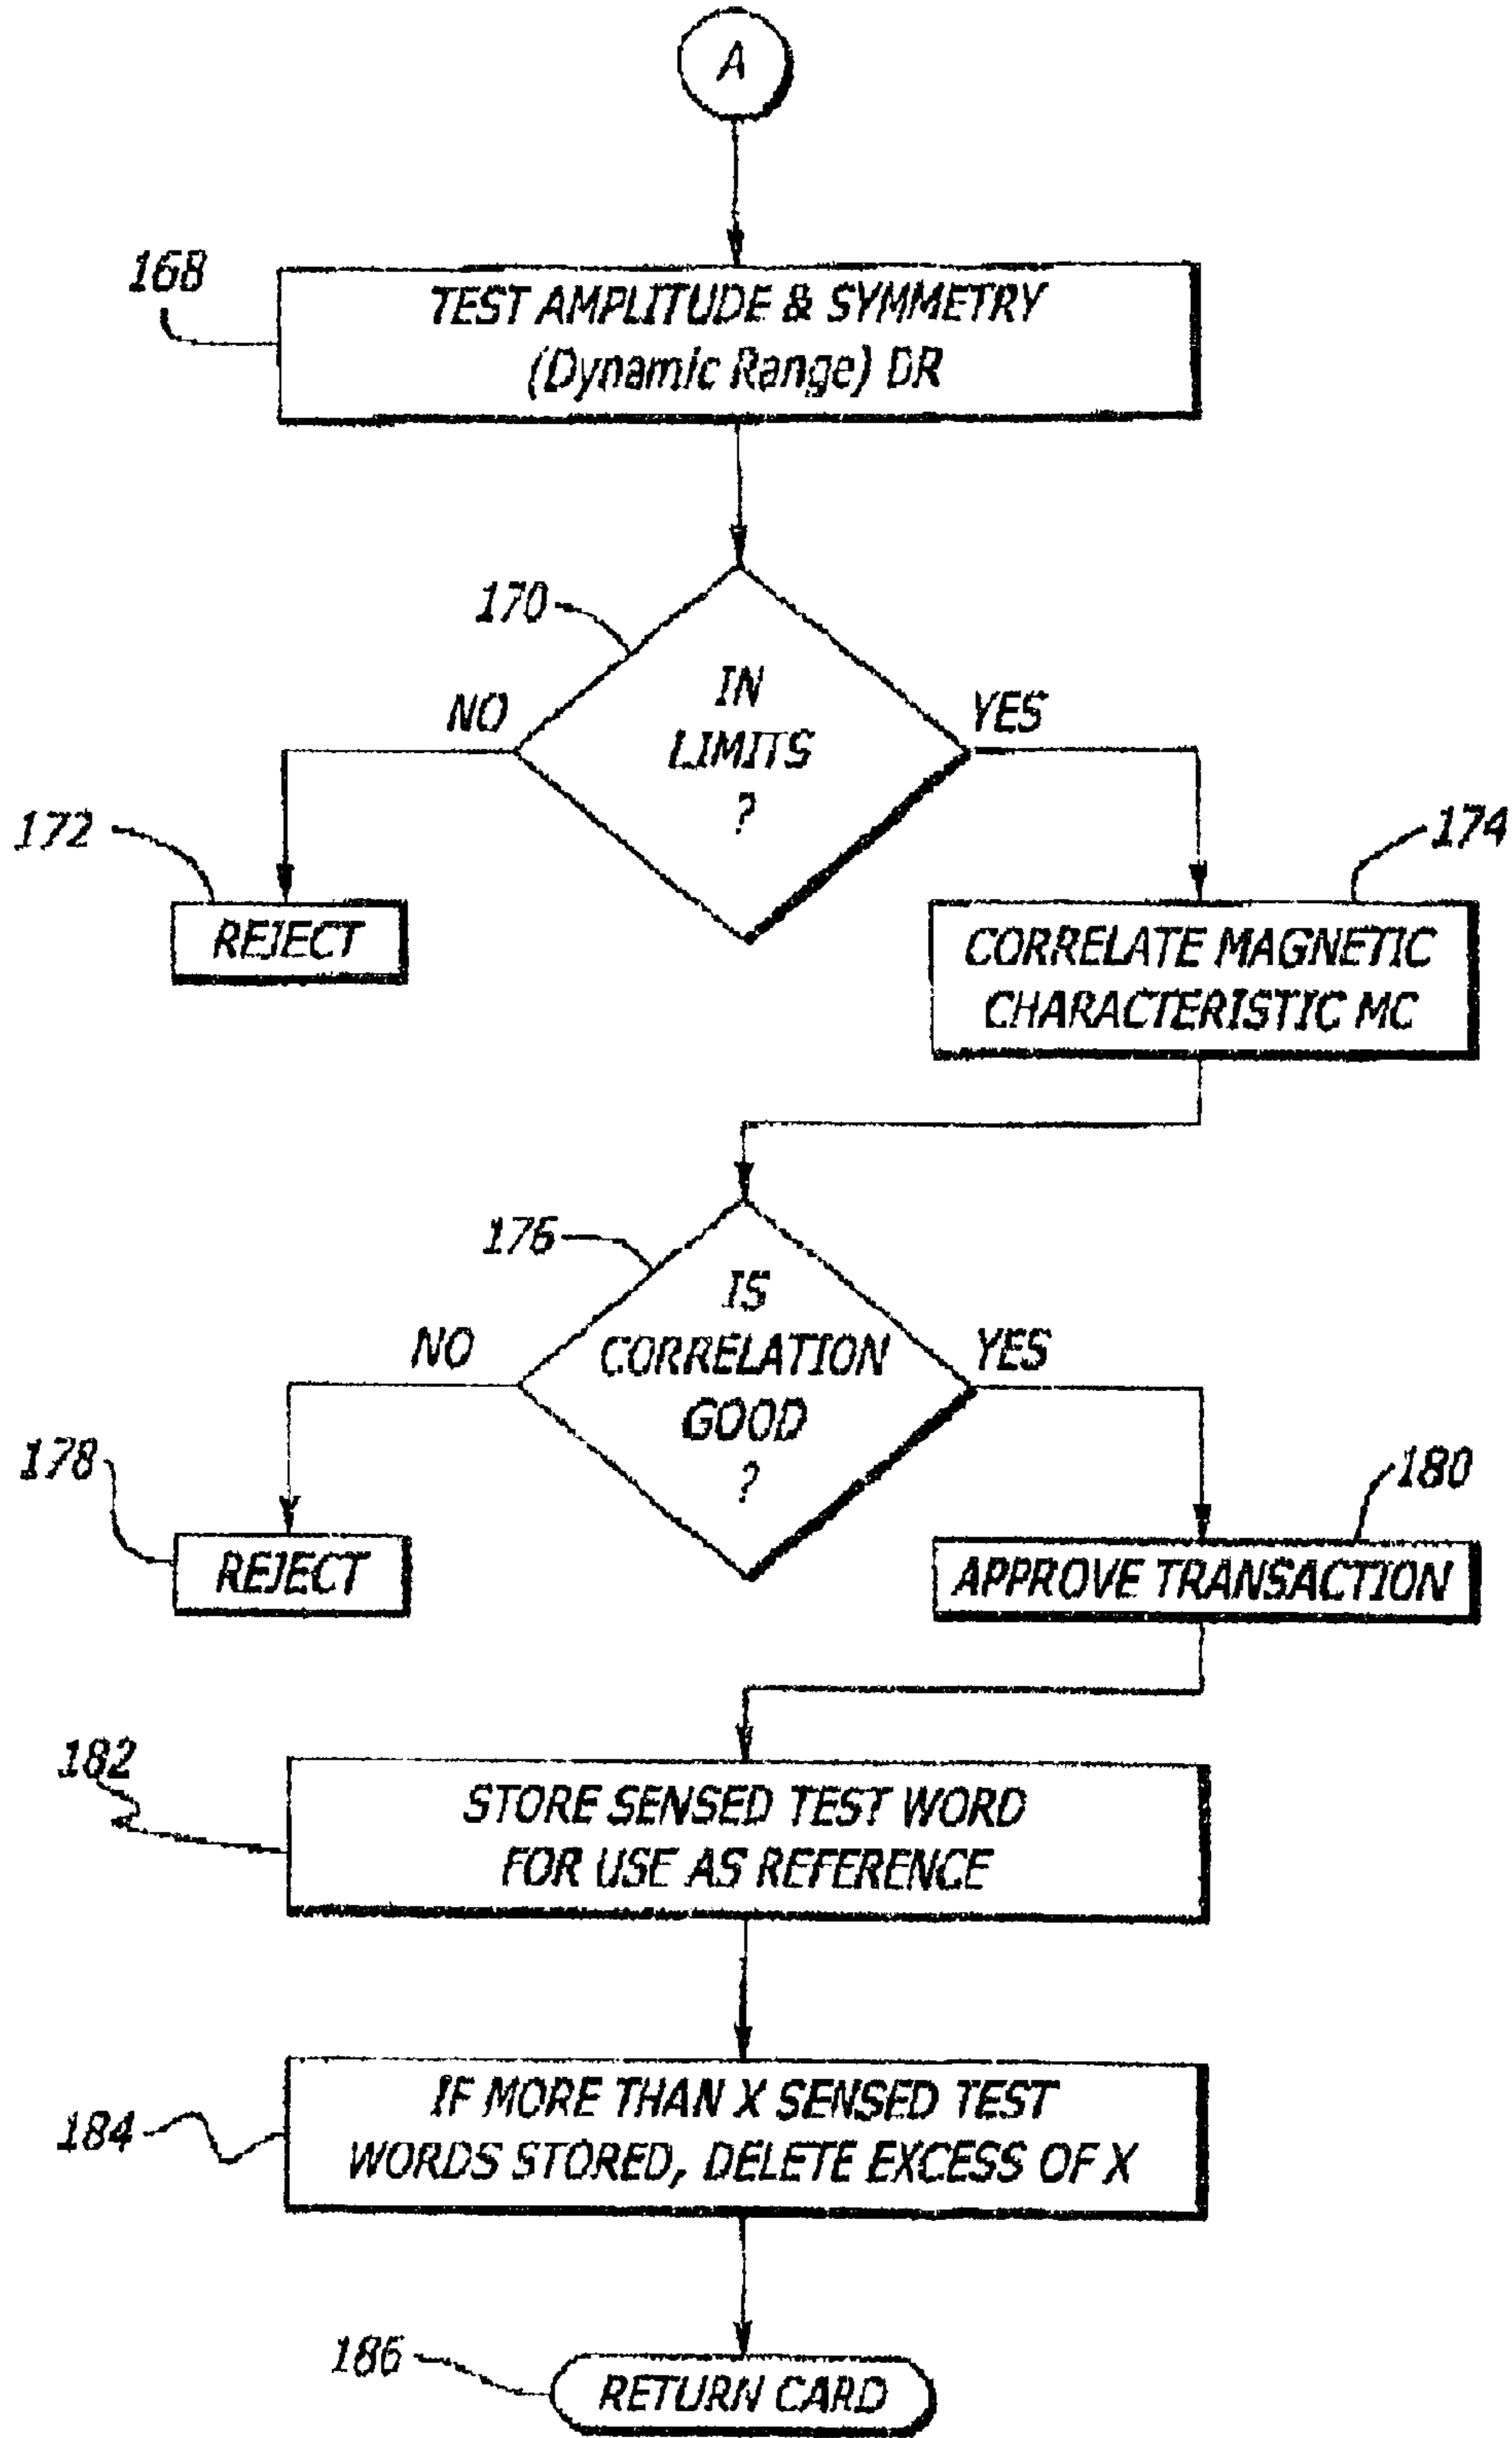 A
168
TEST AMPLITUDE & SYMMETRY
(Dynamic Range) DR
170
IN
LIMITS
?
NO
YES
172
REJECT
174
CORRELATE MAGNETIC
CHARACTERISTIC MC
176
IS
CORRELATION
GOOD
?
NO
YES
178
REJECT
180
APPROVE TRANSACTION
182
STORE SENSED TEST WORD
FOR USE AS REFERENCE
184
IF MORE THAN X SENSED TEST
WORDS STORED, DELETE EXCESS OF X
186
RETURN CARD